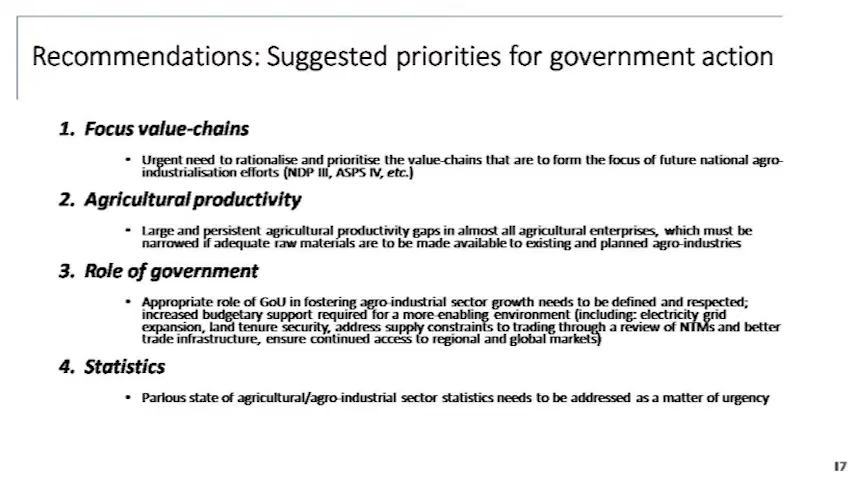 Recommendations: Suggested priorities for government action
1. Focus value-chains
• Urgent need to rationalise and prioritise the value-chains that are to form the focus of future national agro-
industrialisation efforts (NDP III, ASPS IV, etc.)
2. Agricultural productivity
• Large and persistent agricultural productivity gaps in almost all agricultural enterprises, which must be
narrowed if adequate raw materials are to be made available to existing and planned agro-industries
3. Role of government
• Appropriate role of GoU in fostering agro-industrial sector growth needs to be defined and respected;
increased budgetary support required for a more-enabling environment (including: electricity grid
expansion, land tenure security, address supply constraints to trading through a review of NTMs and better
trade infrastructure, ensure continued access to regional and global markets)
4. Statistics
• Parlous state of agricultural/agro-industrial sector statistics needs to be addressed as a matter of urgency
17